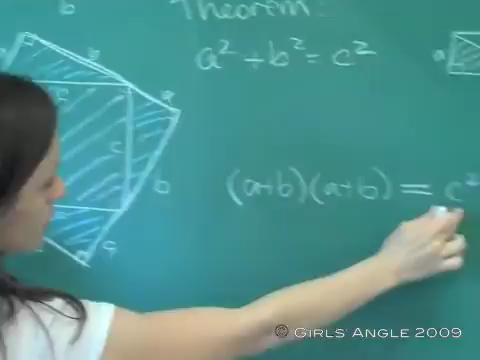 b
Theorem:
a² + b² = c²
b
a
a
c
c
b
(a+b)(a+b) = c²
c
a
© GIRLS ANGLE 2009